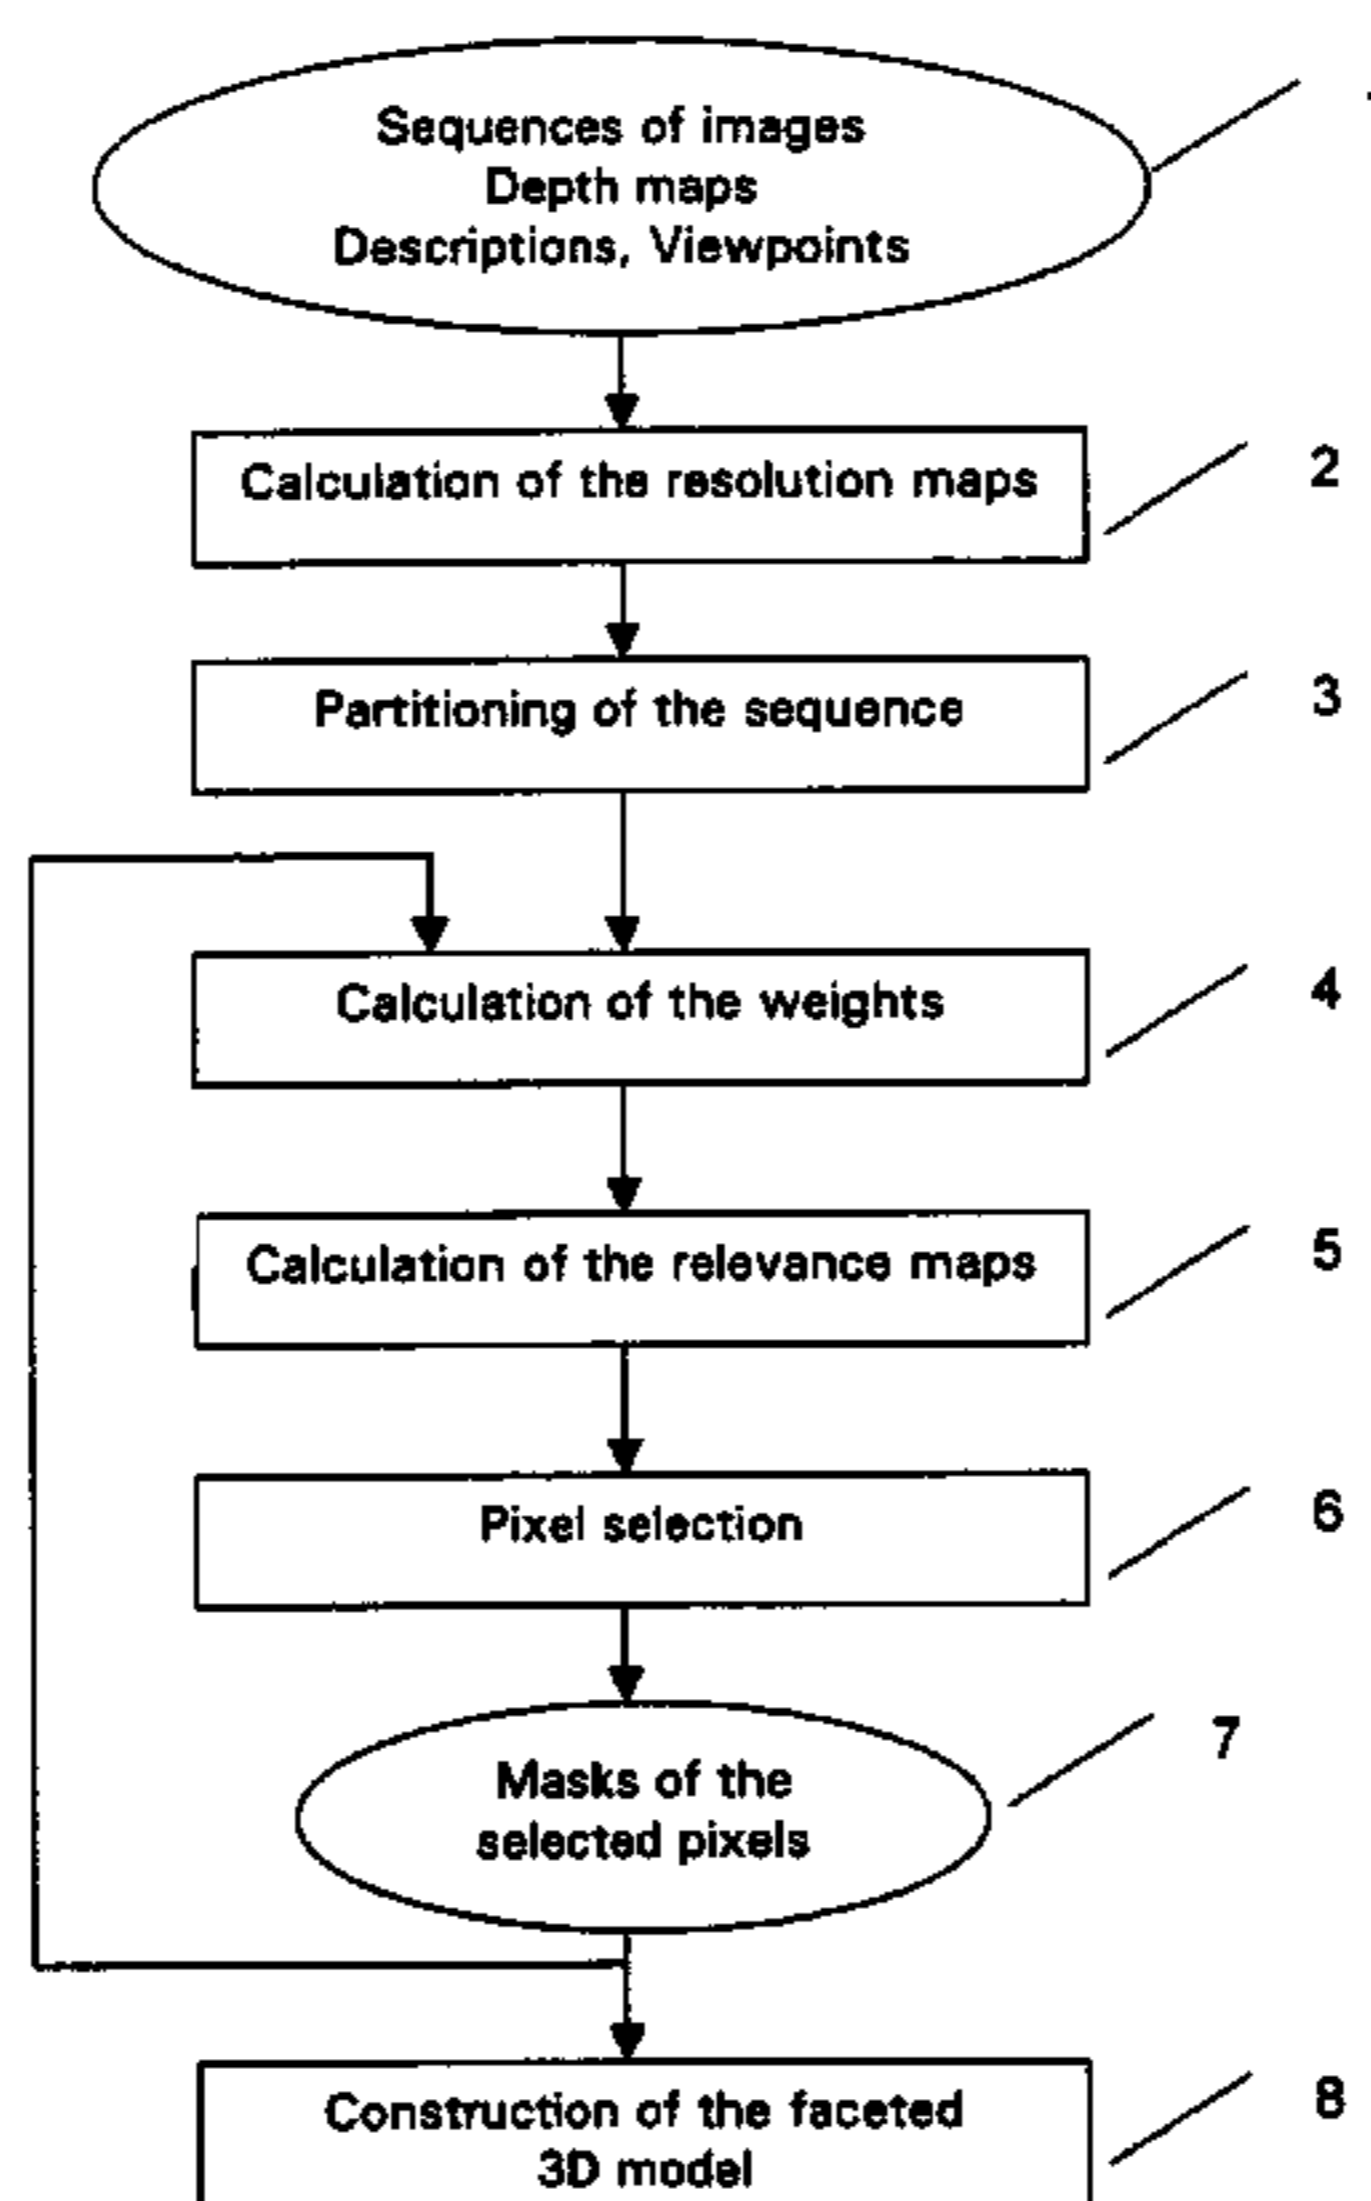 Sequences of images
Depth maps
Descriptions, Viewpoints
Calculation of the resolution maps
2
Partitioning of the sequence
3
Calculation of the weights
4
Calculation of the relevance maps
5
Pixel selection
6
Masks of the
selected pixels
7
Construction of the faceted
3D model
8